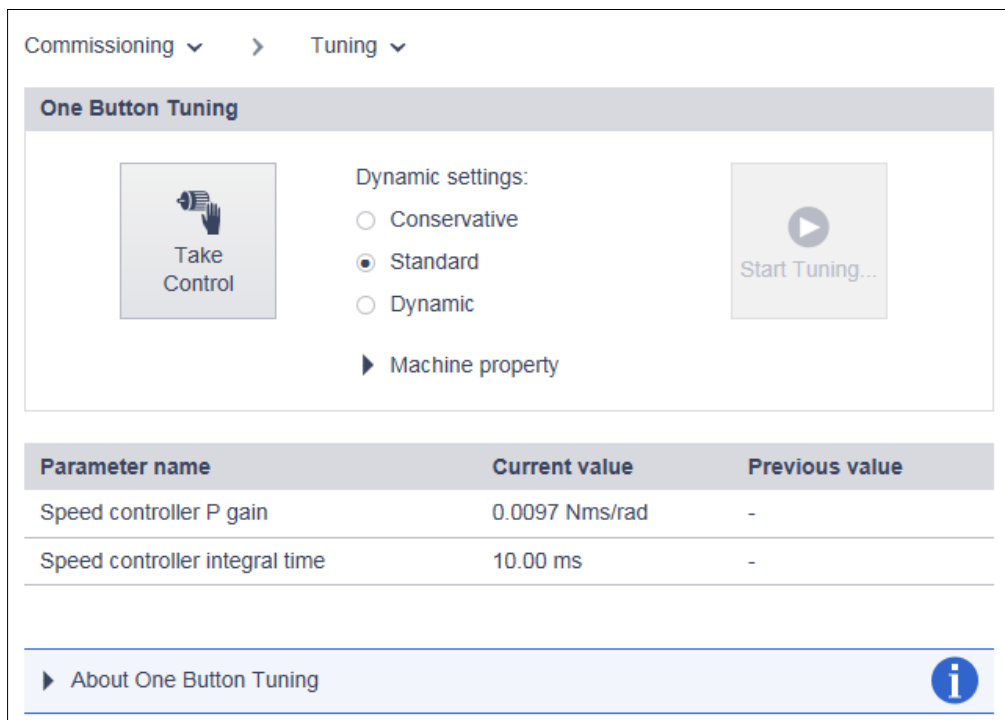 Commissioning > Tuning
One Button Tuning
Take
Control
Dynamic settings:
Conservative
Standard
Dynamic
Machine property
Start Tuning...
Parameter name Current value Previous value
Speed controller P gain 0.0097 Nms/rad -
Speed controller integral time 10.00 ms -
About One Button Tuning
i